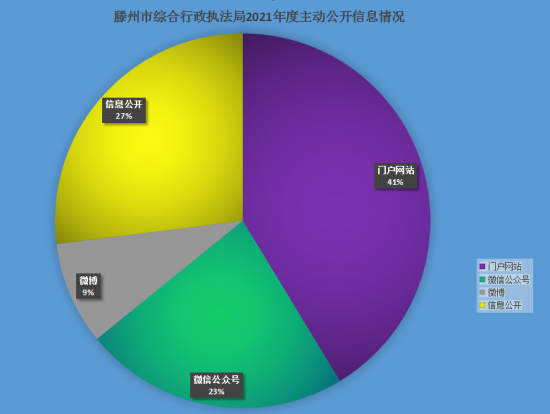 滕州市综合行政执法局2021年度主动公开信息情况
信息公开
27%
门户网站
41%
微博
9%
微信公众号
23%
门户网站
微信公众号
微博
信息公开